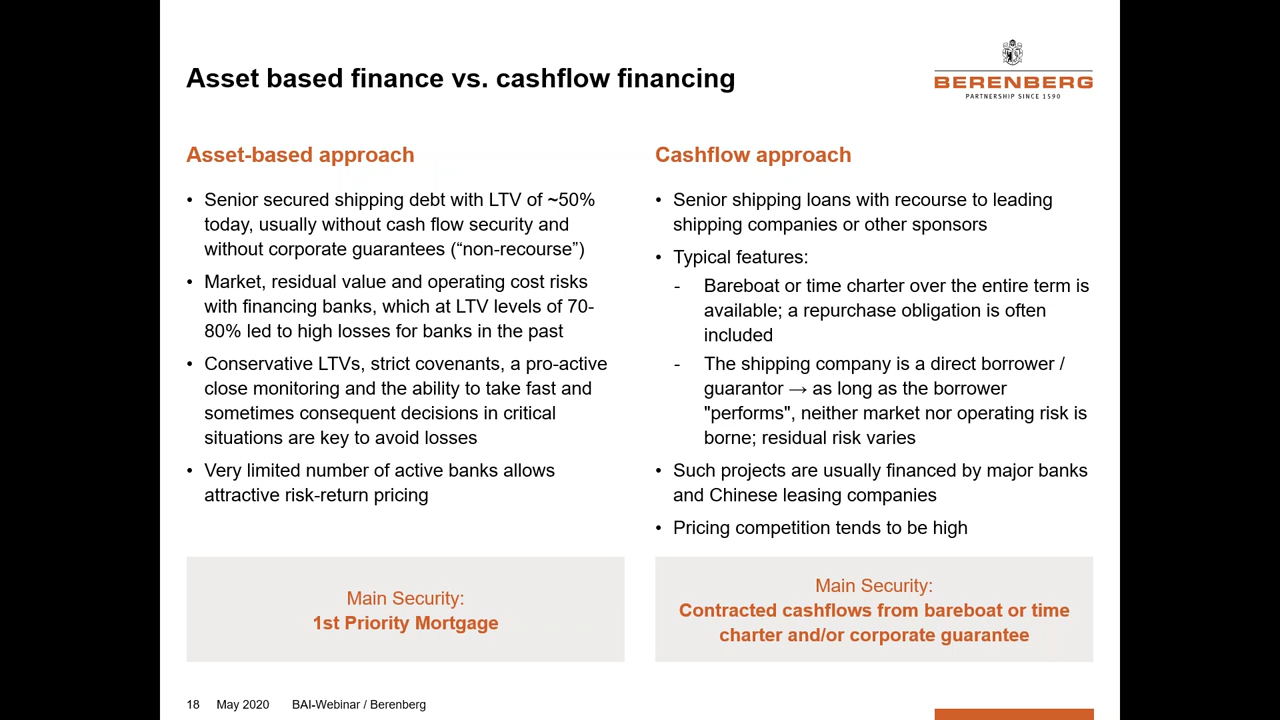 Asset based finance vs. cashflow financing
BERENBERG
PARTNERSHIP SINCE 1590
Asset-based approach
• Senior secured shipping debt with LTV of ~50%
today, usually without cash flow security and
without corporate guarantees (“non-recourse”)
• Market, residual value and operating cost risks
with financing banks, which at LTV levels of 70-
80% led to high losses for banks in the past
• Conservative LTVs, strict covenants, a pro-active
close monitoring and the ability to take fast and
sometimes consequent decisions in critical
situations are key to avoid losses
• Very limited number of active banks allows
attractive risk-return pricing
Main Security:
1st Priority Mortgage
Cashflow approach
• Senior shipping loans with recourse to leading
shipping companies or other sponsors
• Typical features:
- Bareboat or time charter over the entire term is
available; a repurchase obligation is often
included
- The shipping company is a direct borrower /
guarantor → as long as the borrower
"performs", neither market nor operating risk is
borne; residual risk varies
• Such projects are usually financed by major banks
and Chinese leasing companies
• Pricing competition tends to be high
Main Security:
Contracted cashflows from bareboat or time
charter and/or corporate guarantee
18 May 2020 BAI-Webinar / Berenberg